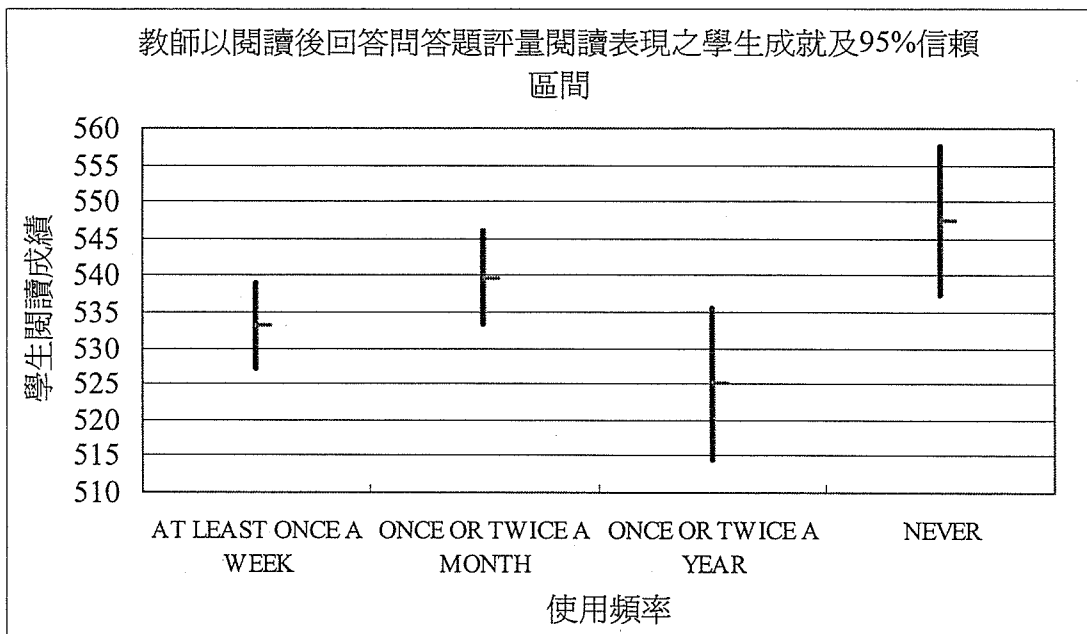 教師以閱讀後回答問答題評量閱讀表現之學生成就及95%信賴
區間
學生閱讀成績
560
555
550
545
540
535
530
525
520
515
510
AT LEAST ONCE A
WEEK
ONCE OR TWICE A
MONTH
ONCE OR TWICE A
YEAR
NEVER
使用頻率